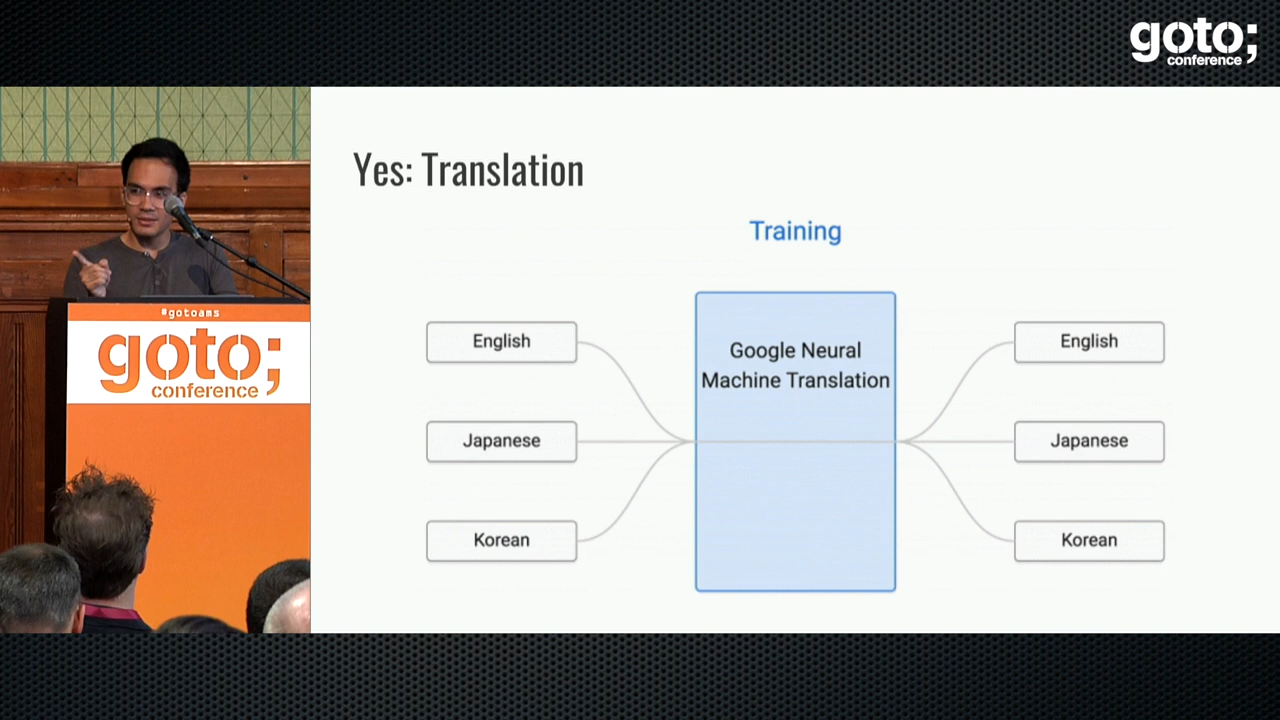 goto;
conference
#gotoams
goto;
conference
Yes: Translation
Training
English
Japanese
Korean
Google Neural
Machine Translation
English
Japanese
Korean